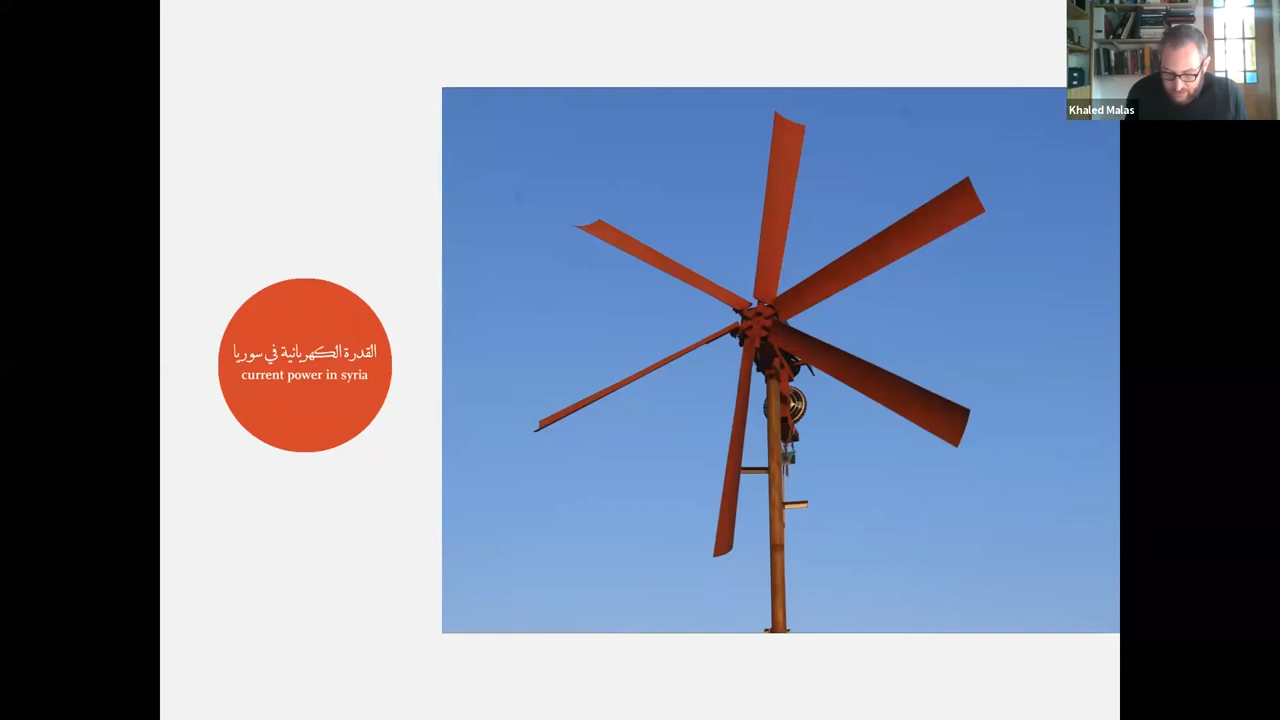 القدرة الكهربائية في سوريا
current power in syria
Khaled Malas